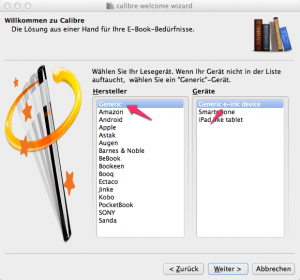 calibre welcome wizard
Willkommen zu Calibre
Die Lösung aus einer Hand für Ihre E-Book-Bedürfnisse.
Wählen Sie Ihr Lesegerät. Wenn Ihr Gerät nicht in der Liste
auftaucht, wählen Sie ein "Generic"-Gerät.
Hersteller
Generic
Amazon
Android
Apple
Astak
Augen
Barnes & Noble
BeBook
Bookeen
Booq
Ectaco
Jinke
Kobo
PocketBook
SONY
Sanda
Geräte
Generic e-ink device
Smartphone
iPad like tablet
< Zurück
Weiter >
Abbrechen